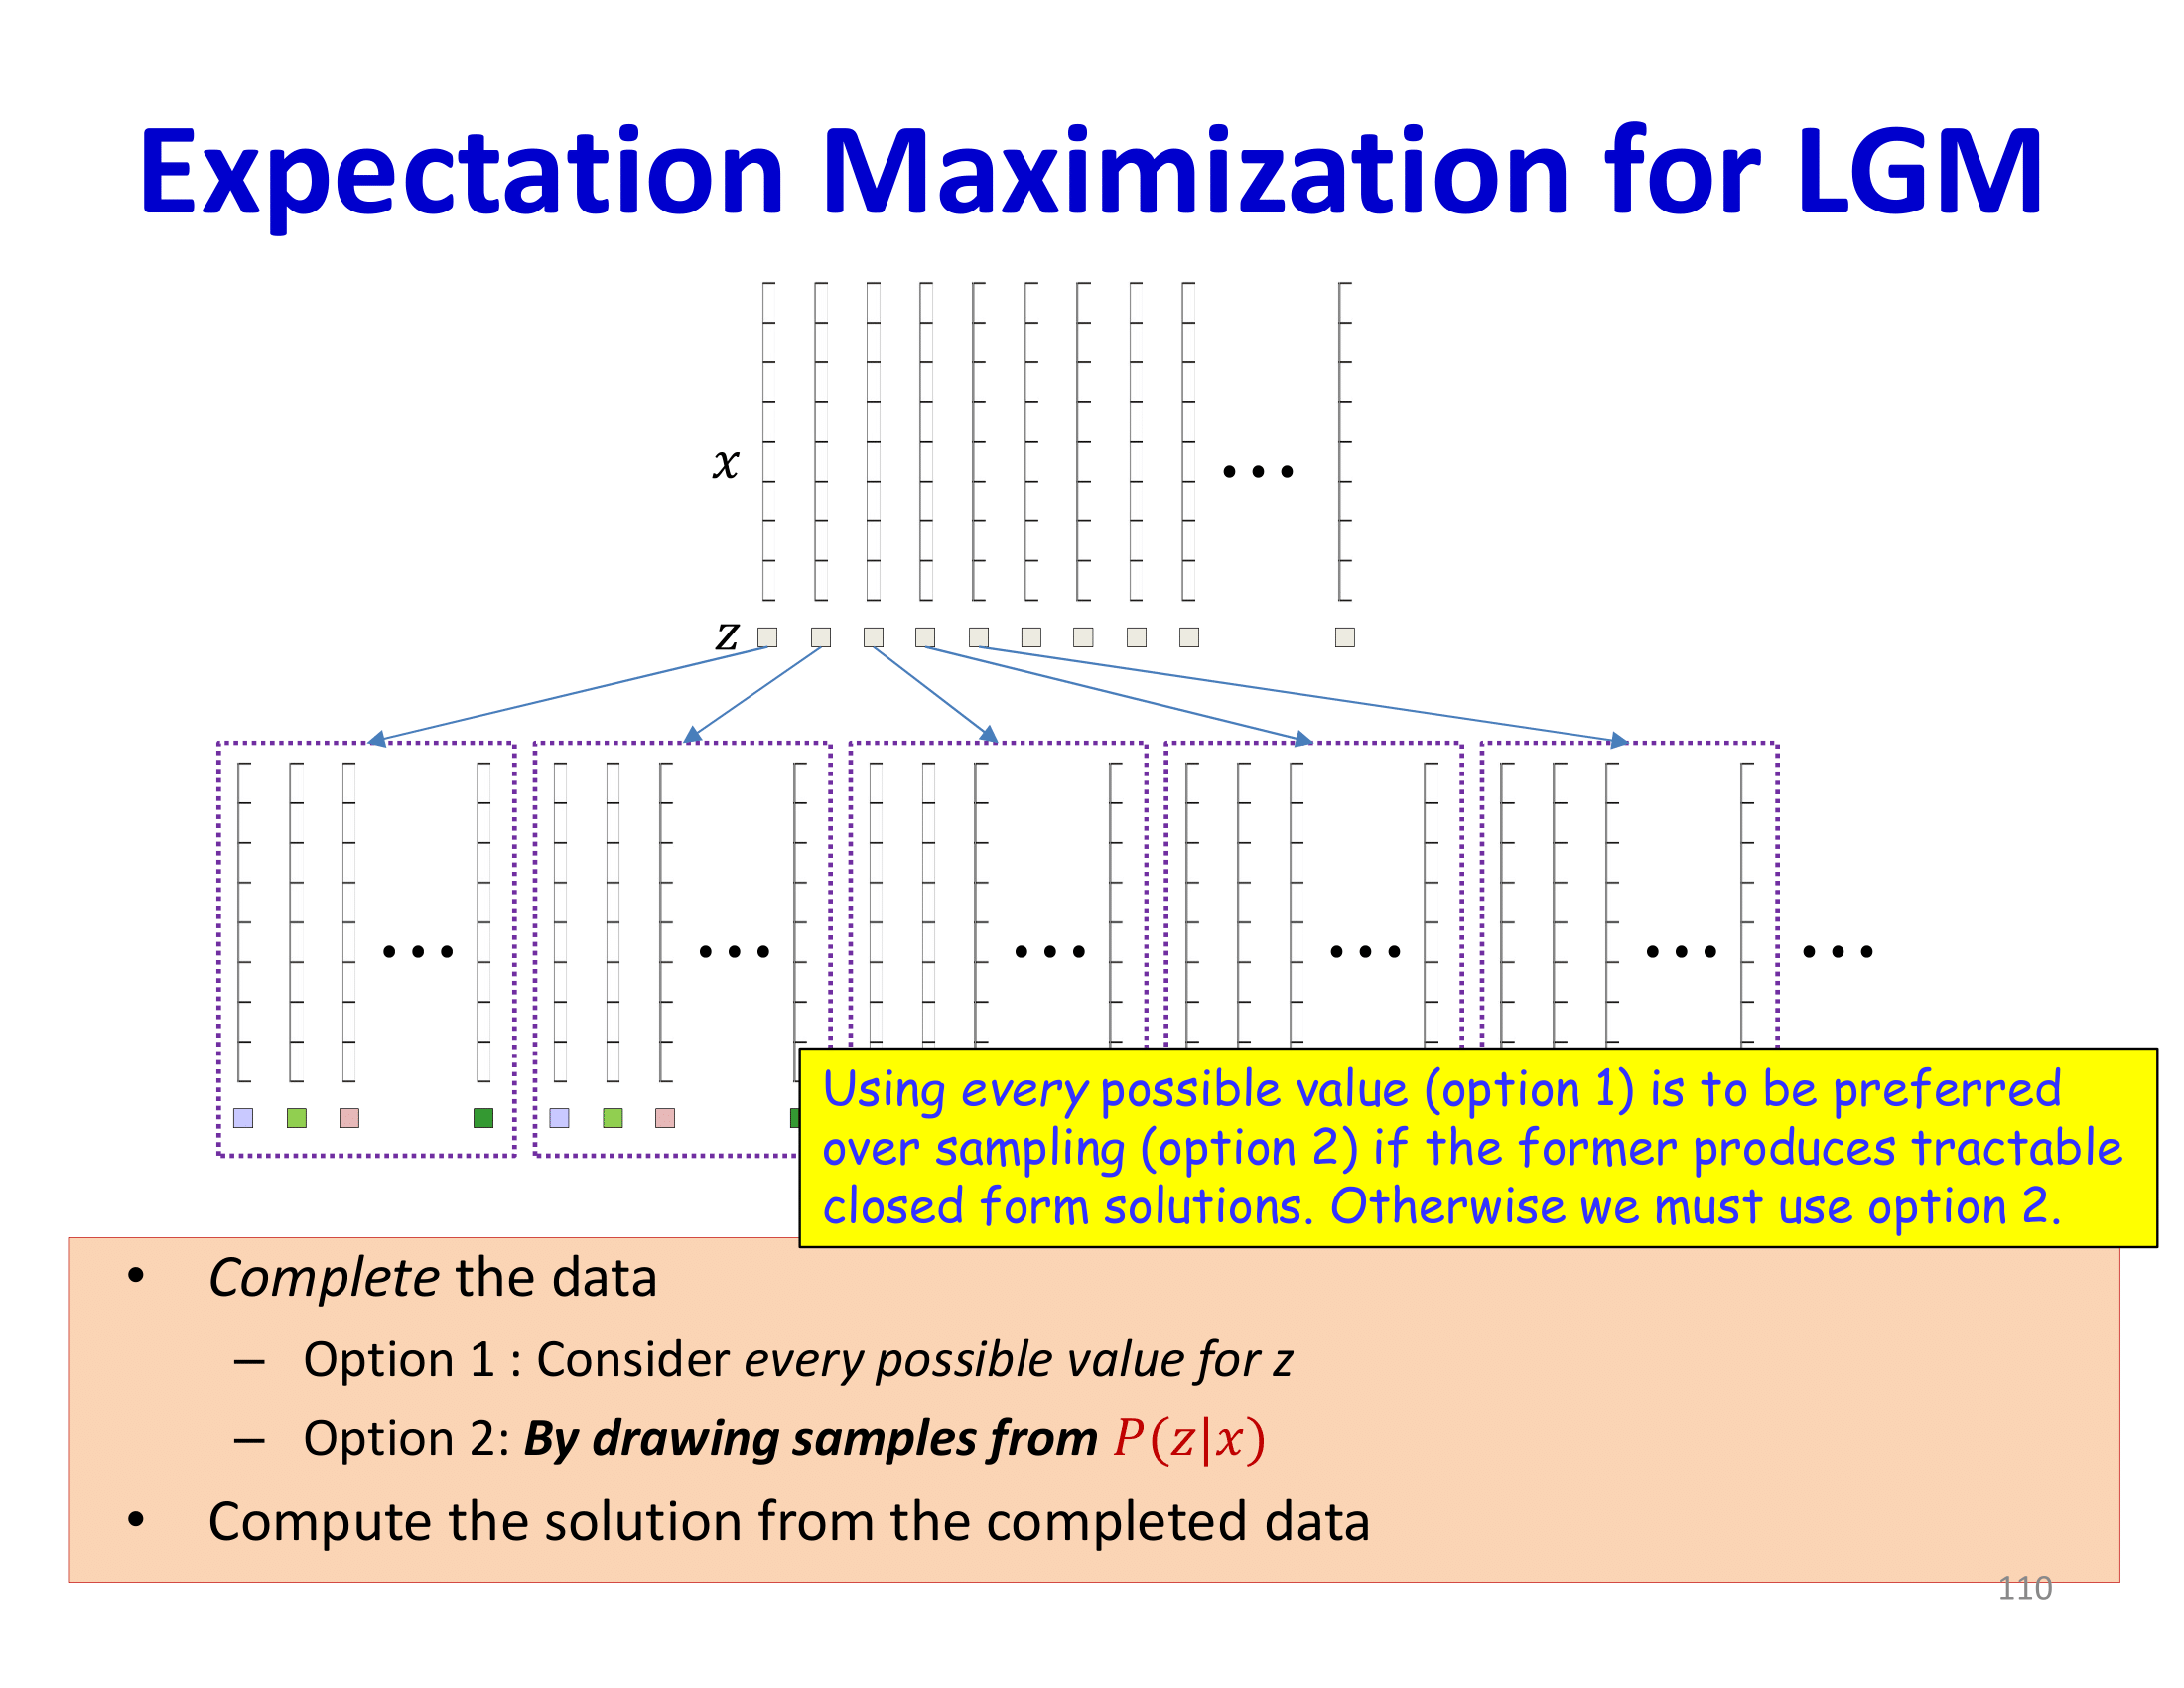 Expectation Maximization for LGM
x
…
z
… … … … … …
Using every possible value (option 1) is to be preferred
over sampling (option 2) if the former produces tractable
closed form solutions. Otherwise we must use option 2.
• Complete the data
– Option 1 : Consider every possible value for z
– Option 2: By drawing samples from P(z|x)
• Compute the solution from the completed data
110